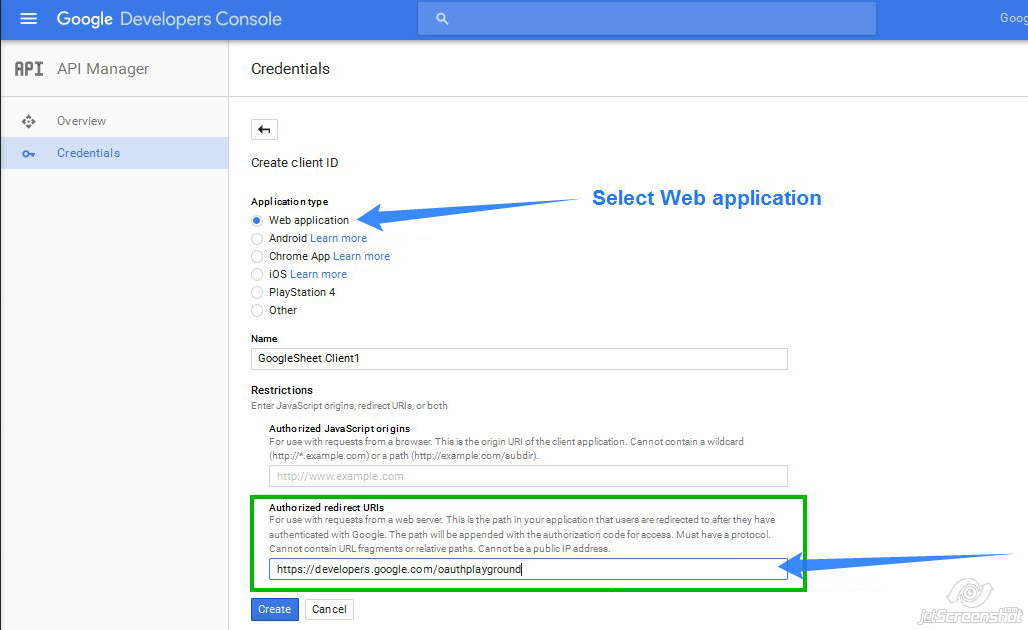 Google Developers Console
Goog
API API Manager
Credentials
Overview
Credentials
Create client ID
Application type
Web application
Select Web application
Android Learn more
Chrome App Learn more
iOS Learn more
PlayStation 4
Other
Name
GoogleSheet Client1
Restrictions
Enter JavaScript origins, redirect URIs, or both
Authorized JavaScript origins
For use with requests from a browser. This is the origin URI of the client application. Cannot contain a wildcard
(http://*.example.com) or a path (http://example.com/subdir).
http://www.example.com
Authorized redirect URIs
For use with requests from a web server. This is the path in your application that users are redirected to after they have
authenticated with Google. The path will be appended with the authorization code for access. Must have a protocol.
Cannot contain URL fragments or relative paths. Cannot be a public IP address.
https://developers.google.com/oauthplayground
Create Cancel
jetScreenshot.com